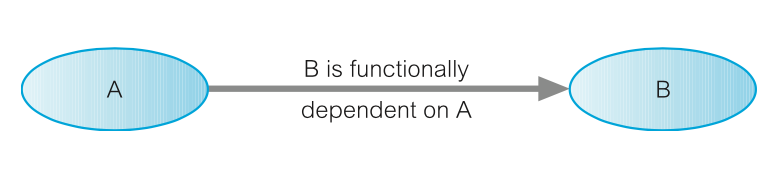 A
B is functionally
dependent on A
B